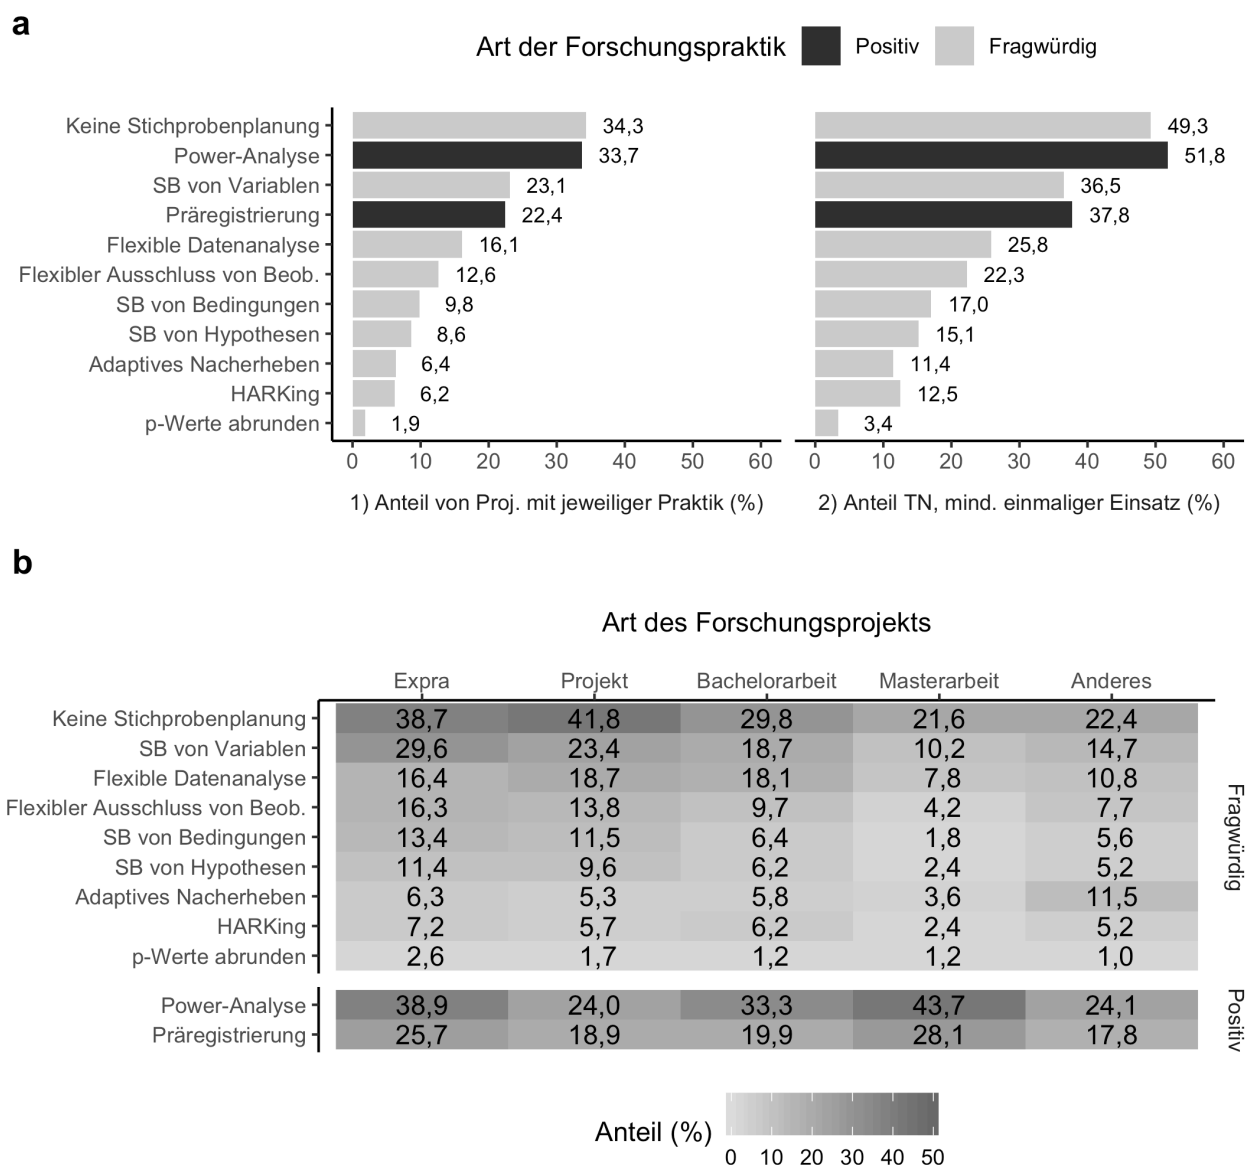 a
Art der Forschungspraktik Positiv Fragwürdig
Keine Stichprobenplanung 34,3 49,3
Power-Analyse 33,7 51,8
SB von Variablen 23,1 36,5
Präregistrierung 22,4 37,8
Flexible Datenanalyse 16,1 25,8
Flexibler Ausschluss von Beob. 12,6 22,3
SB von Bedingungen 9,8 17,0
SB von Hypothesen 8,6 15,1
Adaptives Nacherheben 6,4 11,4
HARKing 6,2 12,5
p-Werte abrunden 1,9 3,4
0 10 20 30 40 50 60 0 10 20 30 40 50 60
1) Anteil von Proj. mit jeweiliger Praktik (%) 2) Anteil TN, mind. einmaliger Einsatz (%)
b
Art des Forschungsprojekts
Expra Projekt Bachelorarbeit Masterarbeit Anderes
Keine Stichprobenplanung 38,7 41,8 29,8 21,6 22,4
SB von Variablen 29,6 23,4 18,7 10,2 14,7
Flexible Datenanalyse 16,4 18,7 18,1 7,8 10,8
Flexibler Ausschluss von Beob. 16,3 13,8 9,7 4,2 7,7
SB von Bedingungen 13,4 11,5 6,4 1,8 5,6
SB von Hypothesen 11,4 9,6 6,2 2,4 5,2
Adaptives Nacherheben 6,3 5,3 5,8 3,6 11,5
HARKing 7,2 5,7 6,2 2,4 5,2
p-Werte abrunden 2,6 1,7 1,2 1,2 1,0
Fragwürdig
Power-Analyse 38,9 24,0 33,3 43,7 24,1
Präregistrierung 25,7 18,9 19,9 28,1 17,8
Positiv
Anteil (%)
0 10 20 30 40 50